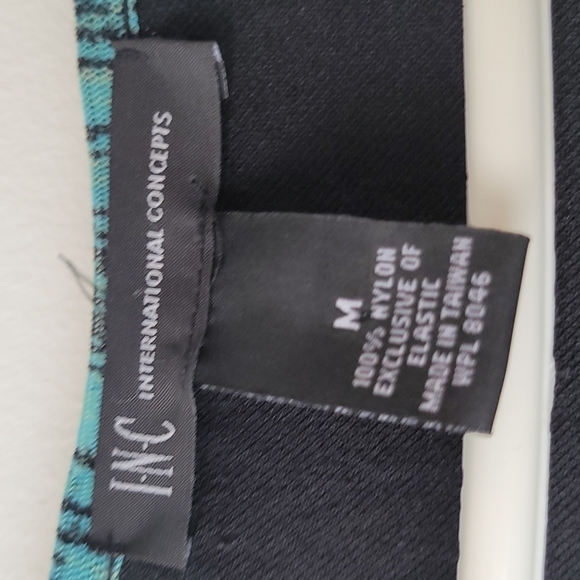 I·N·C INTERNATIONAL CONCEPTS
M
100% NYLON
EXCLUSIVE OF
ELASTIC
MADE IN TAIWAN
WPL 8046